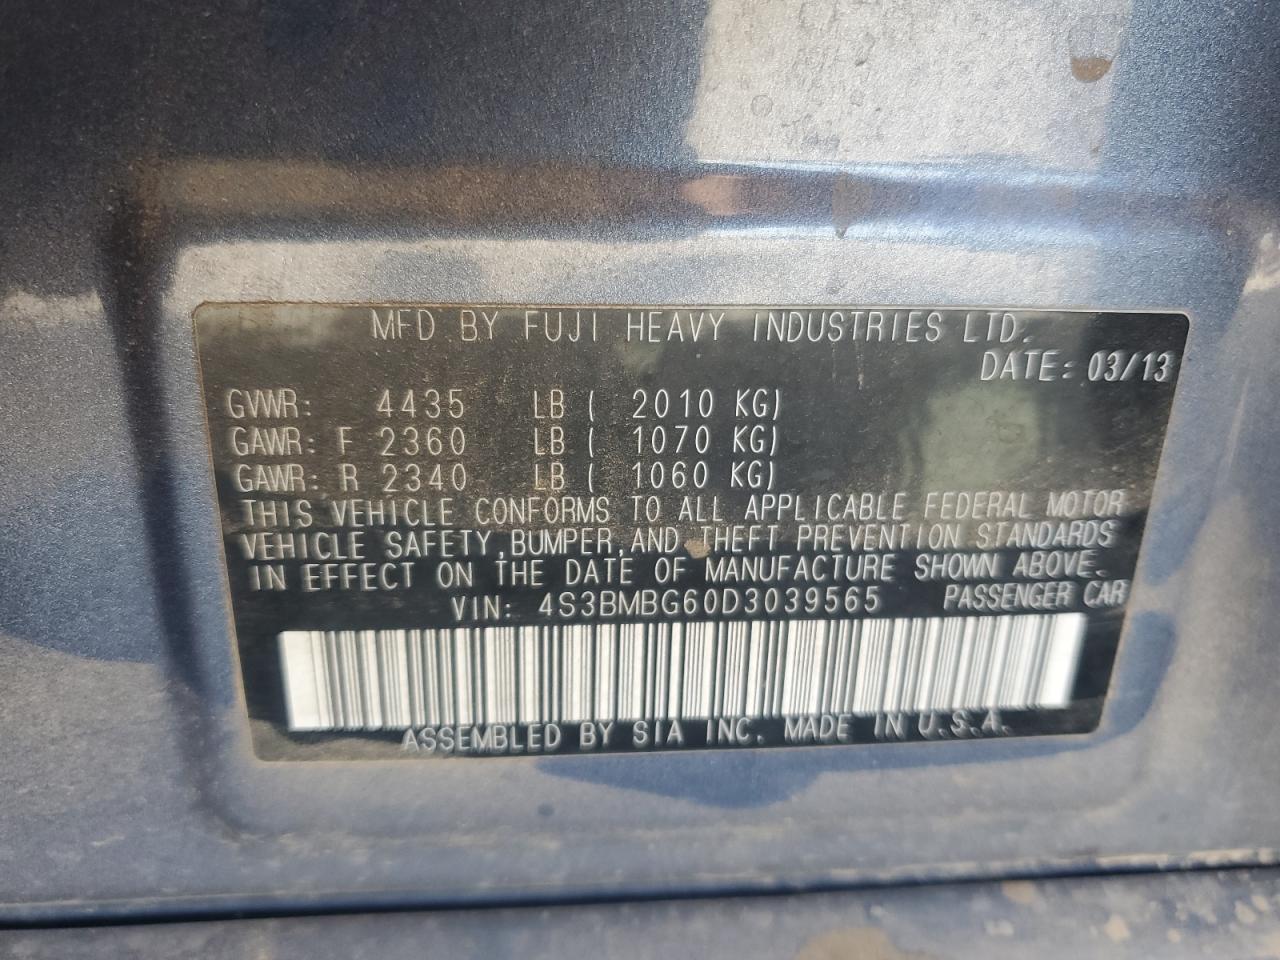 MFD BY FUJI HEAVY INDUSTRIES LTD.
DATE: 03/13
GVWR: 4435 LB ( 2010 KG)
GAWR: F 2360 LB ( 1070 KG)
GAWR: R 2340 LB ( 1060 KG)
THIS VEHICLE CONFORMS TO ALL APPLICABLE FEDERAL MOTOR
VEHICLE SAFETY, BUMPER, AND THEFT PREVENTION STANDARDS
IN EFFECT ON THE DATE OF MANUFACTURE SHOWN ABOVE.
VIN: 4S3BMBG60D3039565 PASSENGER CAR
ASSEMBLED BY SIA INC. MADE IN U.S.A.